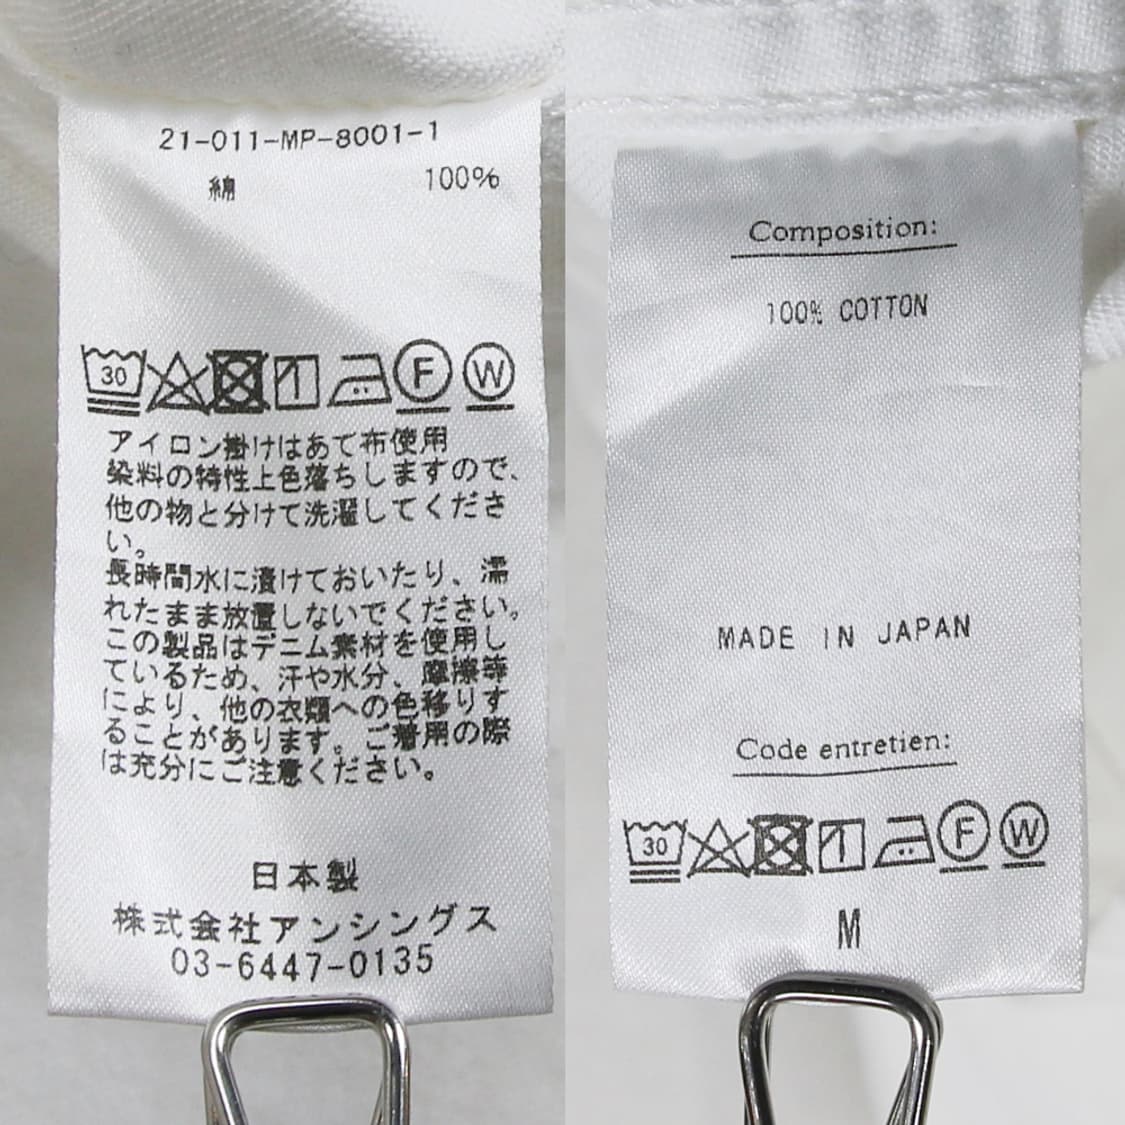 21-011-MP-8001-1
綿 100%
30 F W
アイロン掛けはあて布使用
染料の特性上色落ちしますので、
他の物と分けて洗濯してくださ
い。
長時間水に漬けておいたり、濡
れたまま放置しないでください。
この製品はデニム素材を使用し
ているため、汗や水分、摩擦等
により、他の衣類への色移りす
ることがあります。ご着用の際
は充分にご注意ください。
日本製
株式会社アンシングス
03-6447-0135
Composition:
100% COTTON
MADE IN JAPAN
Code entretien:
30 F W
M